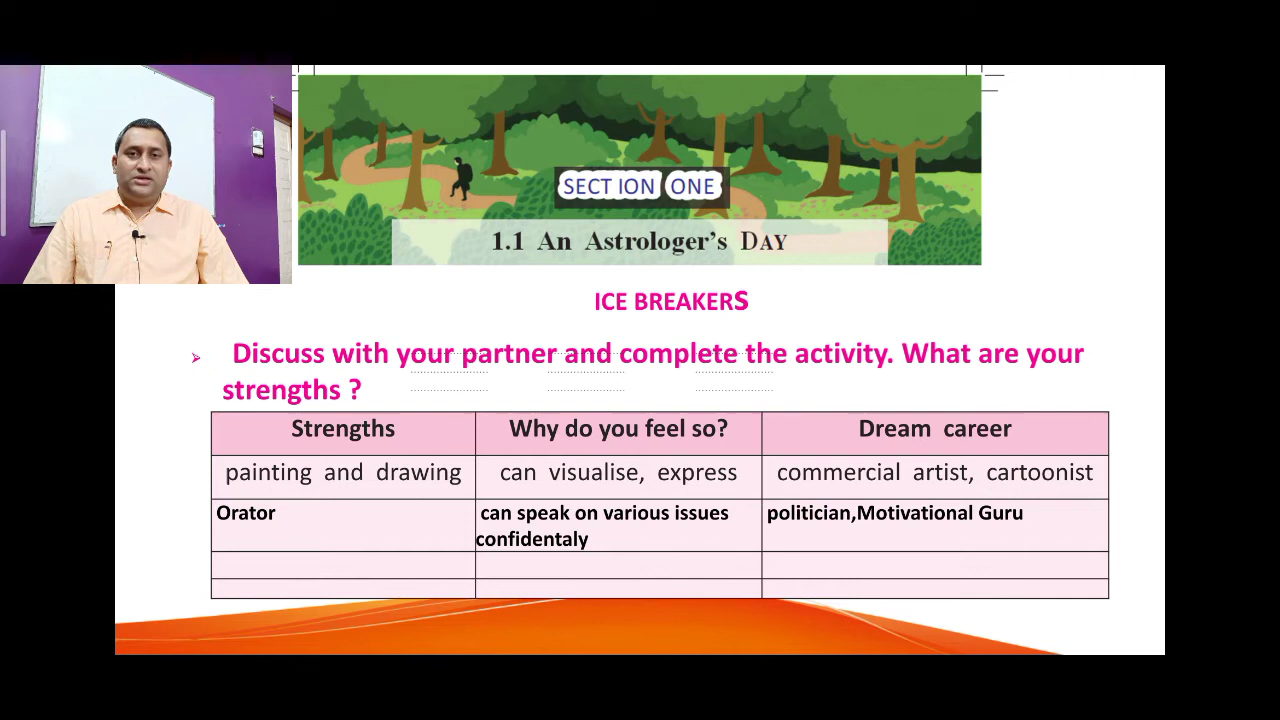 SECT ION ONE
1.1 An Astrologer's DAY
ICE BREAKERS
➢ Discuss with your partner and complete the activity. What are your
strengths ?
Strengths Why do you feel so? Dream career
painting and drawing can visualise, express commercial artist, cartoonist
Orator can speak on various issues politician,Motivational Guru
confidentaly